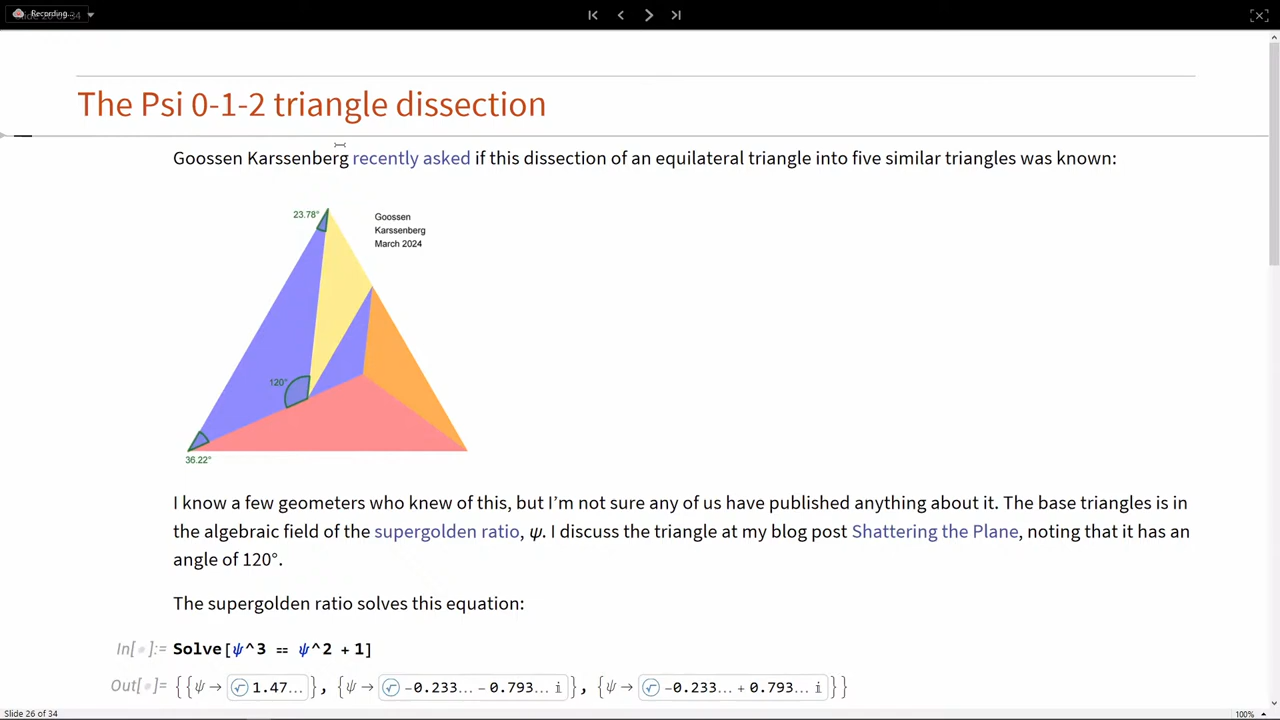 Recording...
The Psi 0-1-2 triangle dissection
Goossen Karssenberg recently asked if this dissection of an equilateral triangle into five similar triangles was known:
23.78°
Goossen
Karssenberg
March 2024
120°
36.22°
I know a few geometers who knew of this, but I'm not sure any of us have published anything about it. The base triangles is in
the algebraic field of the supergolden ratio, ψ. I discuss the triangle at my blog post Shattering the Plane, noting that it has an
angle of 120°.
The supergolden ratio solves this equation:
In[•]:= Solve[ψ^3 == ψ^2 + 1]
Out[•]= {{ψ → √ 1.47...}, {ψ → √ -0.233... - 0.793... i}, {ψ → √ -0.233... + 0.793... i}}
Slide 26 of 34
100%